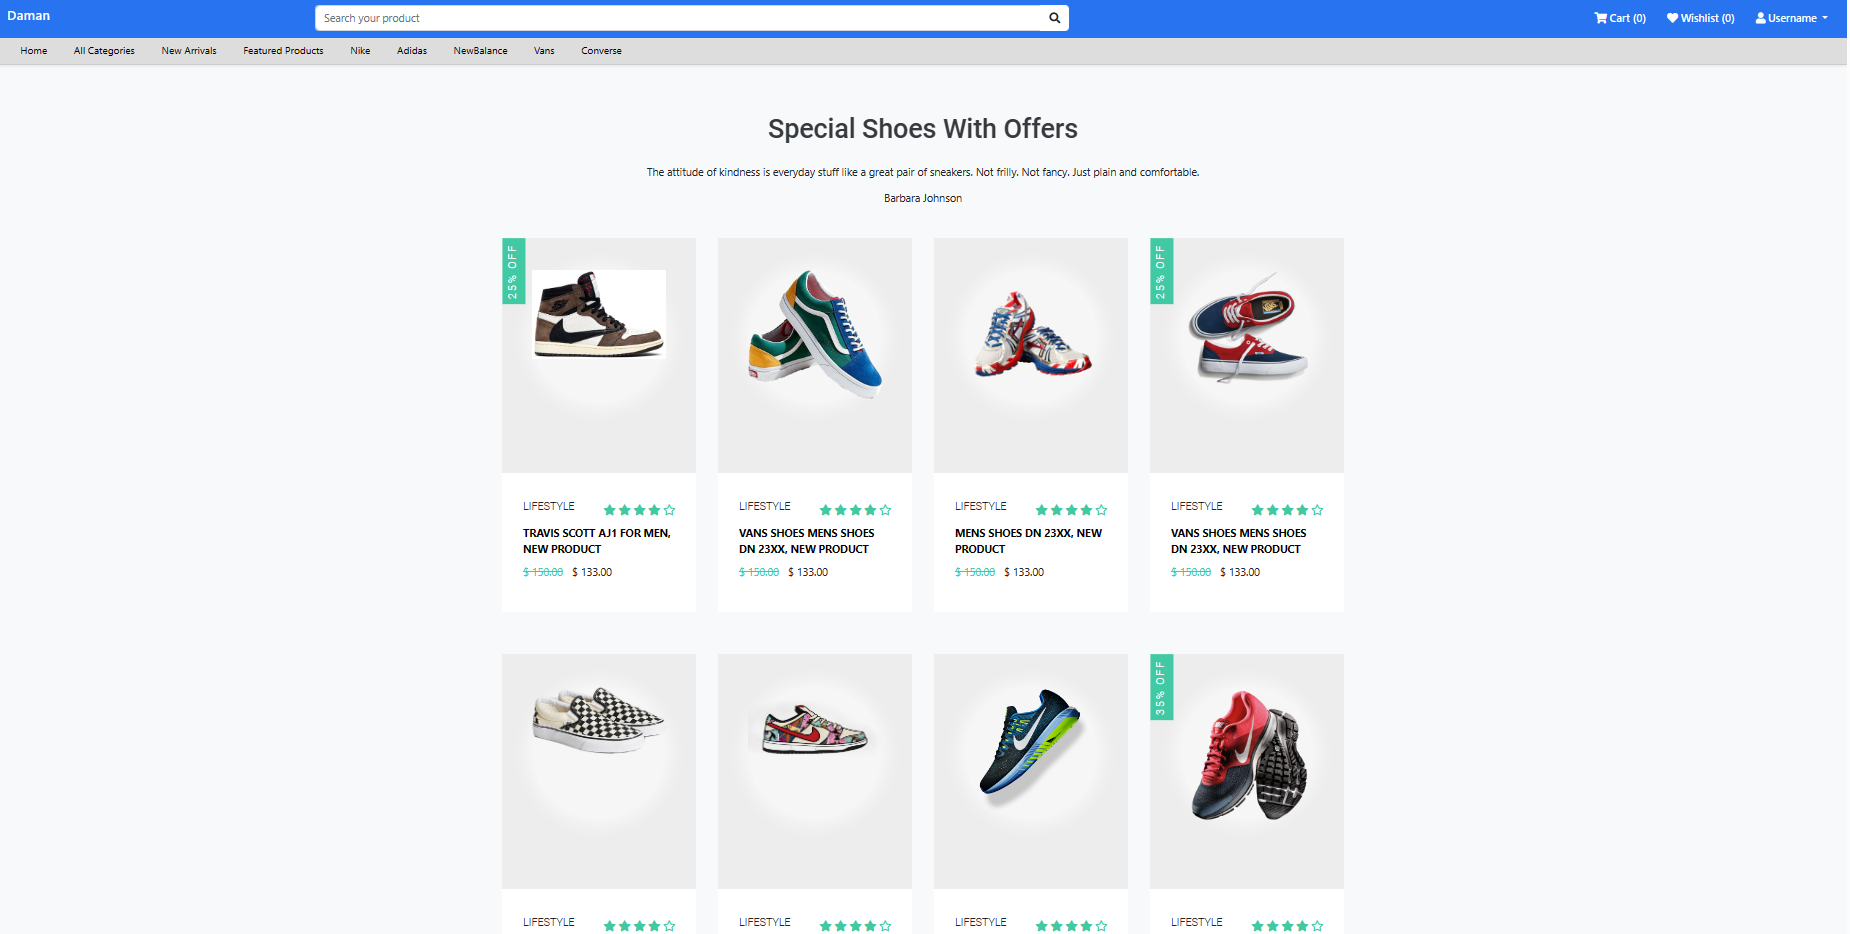 Daman
Search your product
Cart (0)
Wishlist (0)
Username
Home
All Categories
New Arrivals
Featured Products
Nike
Adidas
NewBalance
Vans
Converse
Special Shoes With Offers
The attitude of kindness is everyday stuff like a great pair of sneakers. Not frilly. Not fancy. Just plain and comfortable.
Barbara Johnson
25% OFF
25% OFF
LIFESTYLE
TRAVIS SCOTT AJ1 FOR MEN,
NEW PRODUCT
$ 150.00 $ 133.00
LIFESTYLE
VANS SHOES MENS SHOES
DN 23XX, NEW PRODUCT
$ 150.00 $ 133.00
LIFESTYLE
MENS SHOES DN 23XX, NEW
PRODUCT
$ 150.00 $ 133.00
LIFESTYLE
VANS SHOES MENS SHOES
DN 23XX, NEW PRODUCT
$ 150.00 $ 133.00
35% OFF
LIFESTYLE
LIFESTYLE
LIFESTYLE
LIFESTYLE